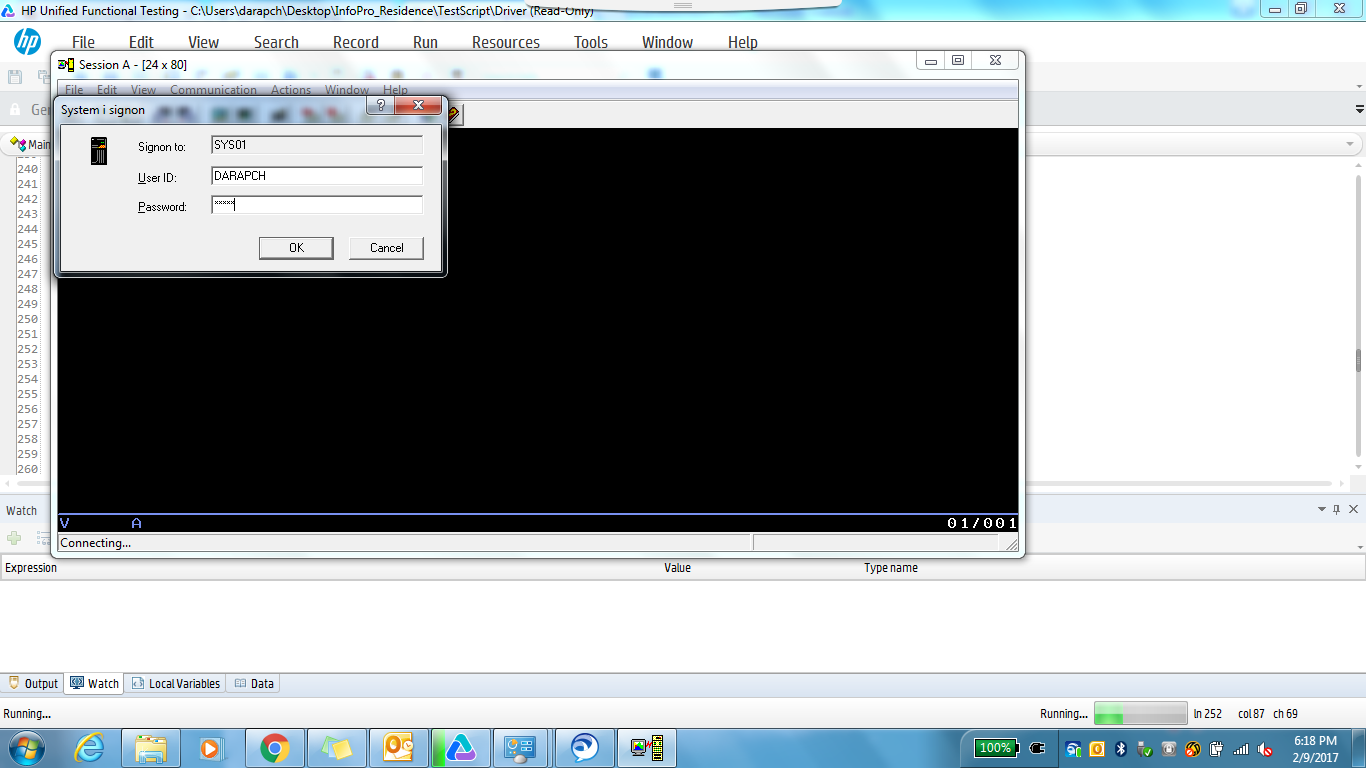 HP Unified Functional Testing - C:\Users\darapch\Desktop\InfoPro_Residence\TestScript\Driver (Read-Only)
hp File Edit View Search Record Run Resources Tools Window Help
Session A - [24 x 80]
File Edit View Communication Actions Window Help
System i signon
Signon to: SYS01
User ID: DARAPCH
Password: *****
OK Cancel
Main
240
241
242
243
244
245
246
247
248
249
250
251
252
253
254
255
256
257
258
259
260
V A 01/001
Connecting...
Watch
Expression Value Type name
Output Watch Local Variables Data
Running... Running... ln 252 col 87 ch 69
100% 6:18 PM
2/9/2017